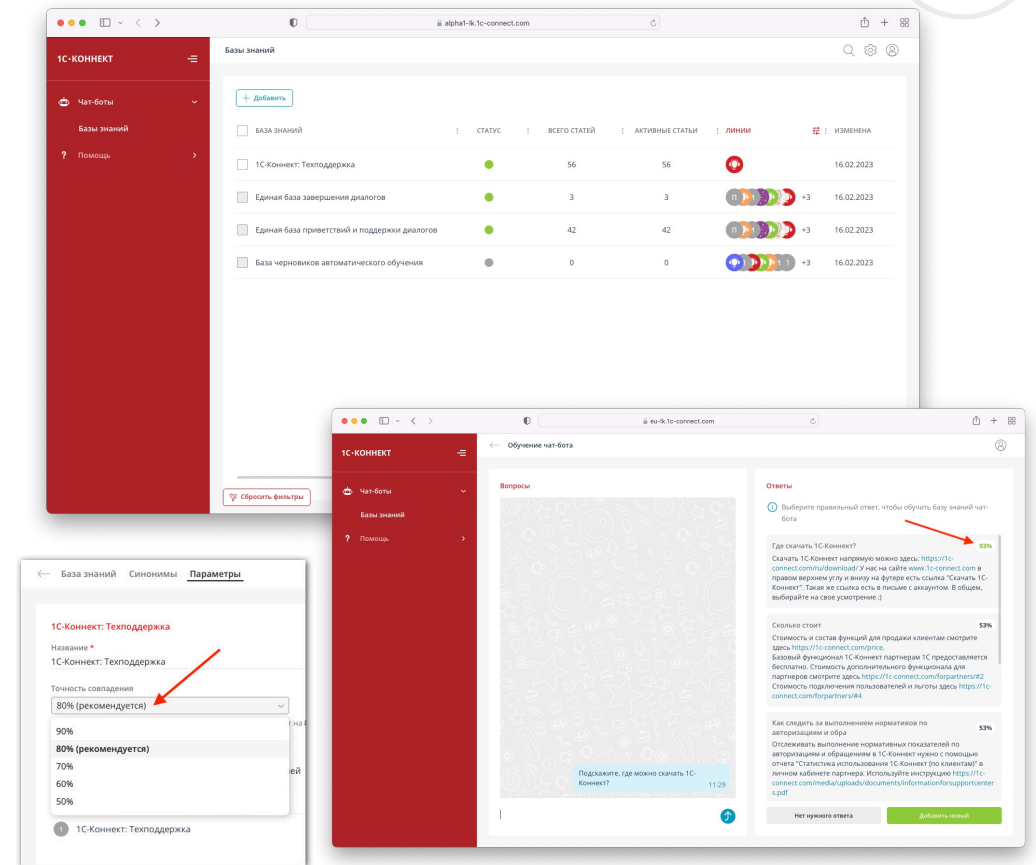 alpha1-lk.1c-connect.com
1С-КОННЕКТ
Базы знаний
Чат-боты
Базы знаний
? Помощь
+ Добавить
БАЗА ЗНАНИЙ СТАТУС ВСЕГО СТАТЕЙ АКТИВНЫЕ СТАТЬИ ЛИНИИ ИЗМЕНЕНА
1С-Коннект: Техподдержка 56 56 16.02.2023
Единая база завершения диалогов 3 3 +3 16.02.2023
Единая база приветствий и поддержки диалогов 42 42 +3 16.02.2023
База черновиков автоматического обучения 0 0 +3 16.02.2023
Сбросить фильтры
eu-lk.1c-connect.com
1С-КОННЕКТ
Обучение чат-бота
Чат-боты
Базы знаний
? Помощь
Вопросы
Подскажите, где можно скачать 1С-
Коннект?
11:29
Ответы
Выберите правильный ответ, чтобы обучить базу знаний чат-
бота
Где скачать 1С-Коннект? 93%
Скачать 1С-Коннект напрямую можно здесь: https://1c-
connect.com/ru/download/ У нас на сайте www.1c-connect.com в
правом верхнем углу и внизу на футере есть ссылка "Скачать 1С-
Коннект". Такая же ссылка есть в письме с аккаунтом. В общем,
выбирайте на свое усмотрение :)
Сколько стоит 53%
Стоимость и состав функций для продажи клиентам смотрите
здесь https://1c-connect.com/price.
Базовый функционал 1С-Коннект партнерам 1С предоставляется
бесплатно. Стоимость дополнительного функционала для
партнеров смотрите здесь https://1c-connect.com/forpartners/#2
Стоимость подключения пользователей и льготы здесь https://1c-
connect.com/forpartners/#4
Как следить за выполнением нормативов по
авторизациям и обра 53%
Отслеживать выполнение нормативных показателей по
авторизациям и обращениям в 1С-Коннект нужно с помощью
отчета "Статистика использования 1С-Коннект (по клиентам)" в
личном кабинете партнера. Используйте инструкцию https://1c-
connect.com/media/uploads/documents/informationforsupportcenter
s.pdf
Нет нужного ответа
Добавить новый
База знаний Синонимы Параметры
1С-Коннект: Техподдержка
Название *
1С-Коннект: Техподдержка
Точность совпадения
80% (рекомендуется)
90%
80% (рекомендуется)
70%
60%
50%
1 1С-Коннект: Техподдержка